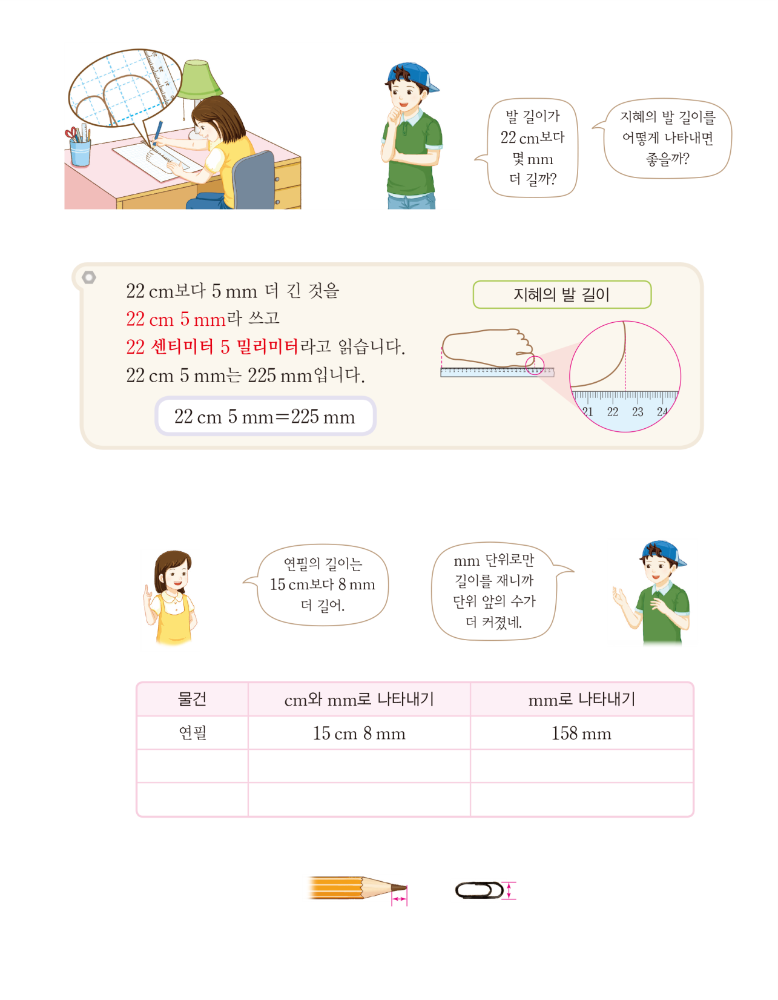 발 길이가
22 cm보다
몇 mm
더 길까?
지혜의 발 길이를
어떻게 나타내면
좋을까?
22 cm보다 5 mm 더 긴 것을
22 cm 5 mm라 쓰고
22 센티미터 5 밀리미터라고 읽습니다.
22 cm 5 mm는 225 mm입니다.
22 cm 5 mm=225 mm
지혜의 발 길이
21 22 23 24
연필의 길이는
15 cm보다 8 mm
더 길어.
mm 단위로만
길이를 재니까
단위 앞의 수가
더 커졌네.
물건 cm와 mm로 나타내기 mm로 나타내기
연필 15 cm 8 mm 158 mm